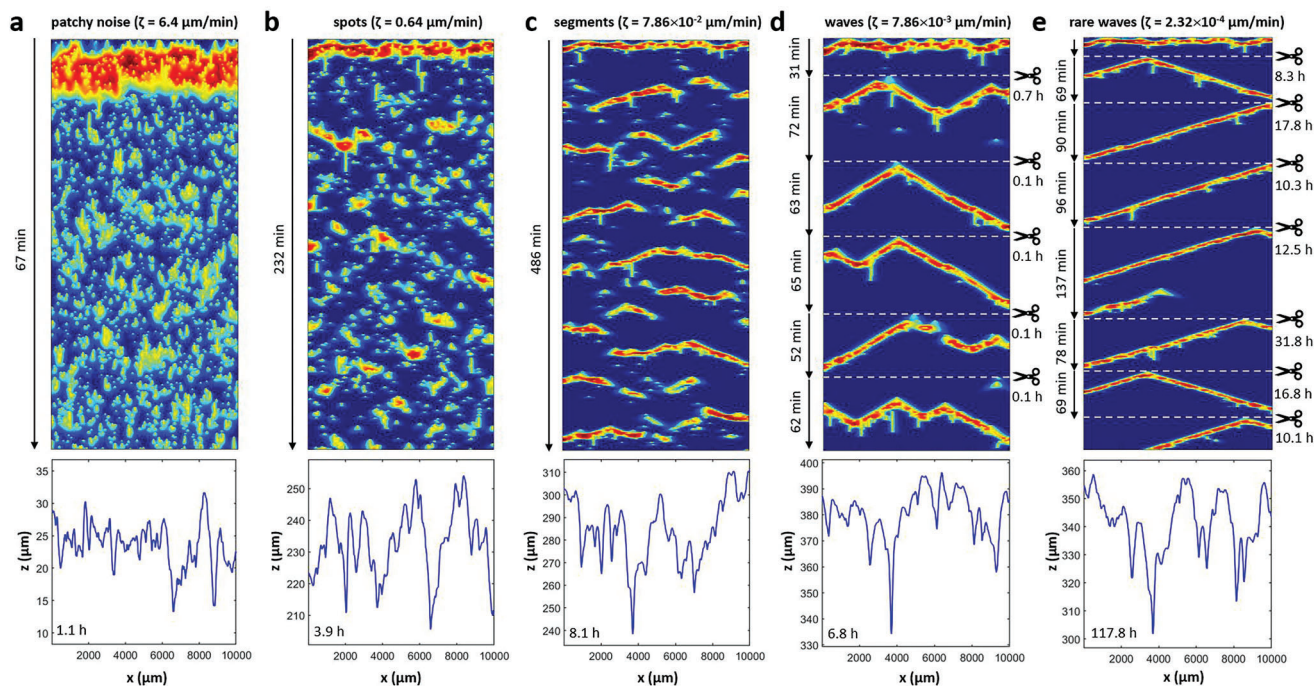 a patchy noise (ζ = 6.4 μm/min)
67 min
35
30
25
20
15
10
z (μm)
1.1 h
2000 4000 6000 8000 10000
x (μm)
b spots (ζ = 0.64 μm/min)
232 min
250
240
230
220
210
z (μm)
3.9 h
2000 4000 6000 8000 10000
x (μm)
c segments (ζ = 7.86×10⁻² μm/min)
486 min
310
300
290
280
270
260
250
240
z (μm)
8.1 h
2000 4000 6000 8000 10000
x (μm)
d waves (ζ = 7.86×10⁻³ μm/min)
31 min
72 min
63 min
65 min
52 min
62 min
0.7 h
0.1 h
0.1 h
0.1 h
0.1 h
400
390
380
370
360
350
340
330
z (μm)
6.8 h
2000 4000 6000 8000 10000
x (μm)
e rare waves (ζ = 2.32×10⁻⁴ μm/min)
69 min
90 min
96 min
137 min
78 min
69 min
8.3 h
17.8 h
10.3 h
12.5 h
31.8 h
16.8 h
10.1 h
360
350
340
330
320
310
300
z (μm)
117.8 h
2000 4000 6000 8000 10000
x (μm)